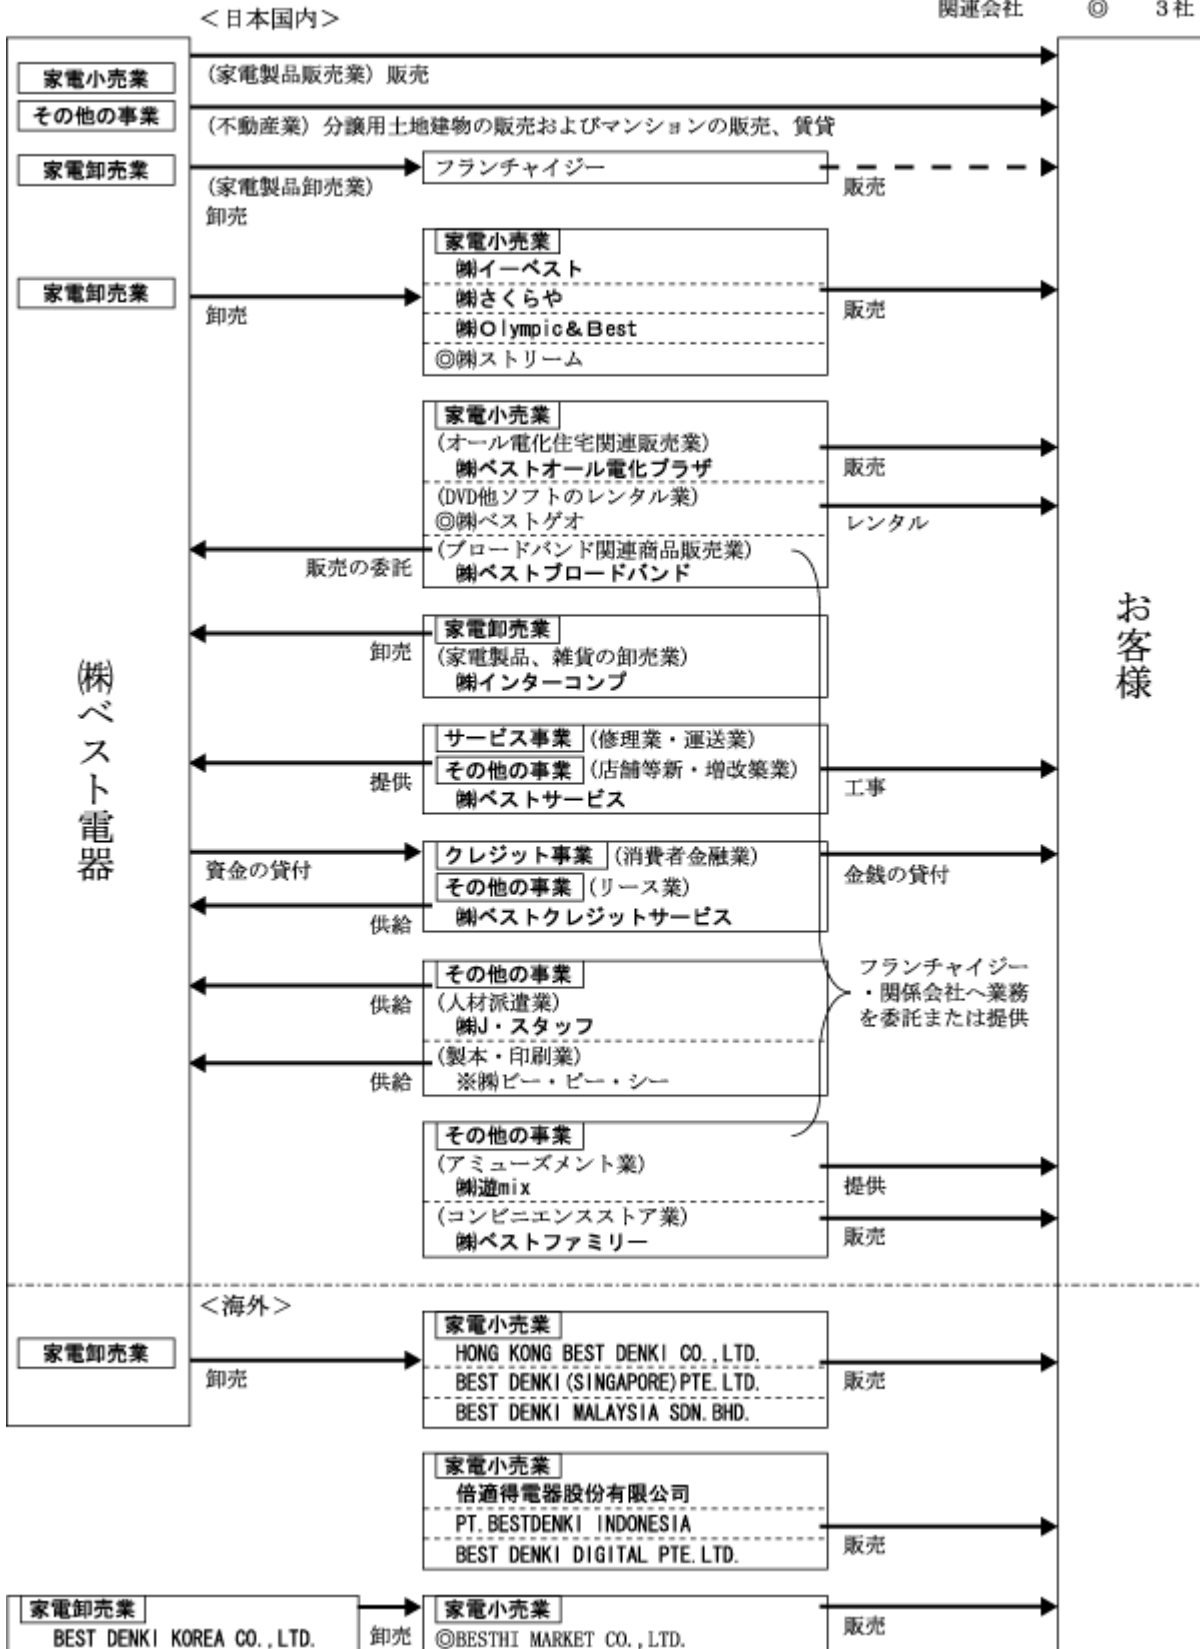 関連会社 ◎ 3社
＜日本国内＞
家電小売業
(家電製品販売業) 販売
その他の事業
(不動産業) 分譲用土地建物の販売およびマンションの販売、賃貸
家電卸売業
(家電製品卸売業)
卸売
フランチャイジー
販売
家電卸売業
卸売
家電小売業
㈱イーベスト
㈱さくらや
㈱Olympic＆Best
◎㈱ストリーム
販売
家電小売業
(オール電化住宅関連販売業)
㈱ベストオール電化プラザ
販売
(DVD他ソフトのレンタル業)
◎㈱ベストゲオ
レンタル
(ブロードバンド関連商品販売業)
㈱ベストブロードバンド
販売の委託
家電卸売業
(家電製品、雑貨の卸売業)
㈱インターコンプ
卸売
サービス事業 (修理業・運送業)
その他の事業 (店舗等新・増改築業)
㈱ベストサービス
提供
工事
クレジット事業 (消費者金融業)
その他の事業 (リース業)
㈱ベストクレジットサービス
資金の貸付
供給
金銭の貸付
その他の事業
(人材派遣業)
㈱J・スタッフ
供給
(製本・印刷業)
※㈱ビー・ピー・シー
供給
フランチャイジー
・関係会社へ業務
を委託または提供
その他の事業
(アミューズメント業)
㈱遊mix
提供
(コンビニエンスストア業)
㈱ベストファミリー
販売
㈱ベスト電器
お客様
＜海外＞
家電卸売業
卸売
家電小売業
HONG KONG BEST DENKI CO.,LTD.
BEST DENKI(SINGAPORE)PTE.LTD.
BEST DENKI MALAYSIA SDN.BHD.
販売
家電小売業
倍適得電器股份有限公司
PT.BESTDENKI INDONESIA
BEST DENKI DIGITAL PTE.LTD.
販売
家電卸売業
BEST DENKI KOREA CO.,LTD.
卸売
家電小売業
◎BESTHI MARKET CO.,LTD.
販売